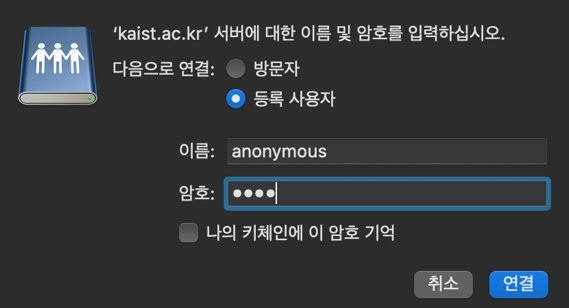 ‘kaist.ac.kr’ 서버에 대한 이름 및 암호를 입력하십시오.
다음으로 연결: 방문자
등록 사용자
이름: anonymous
암호: ●●●●
나의 키체인에 이 암호 기억
취소 연결